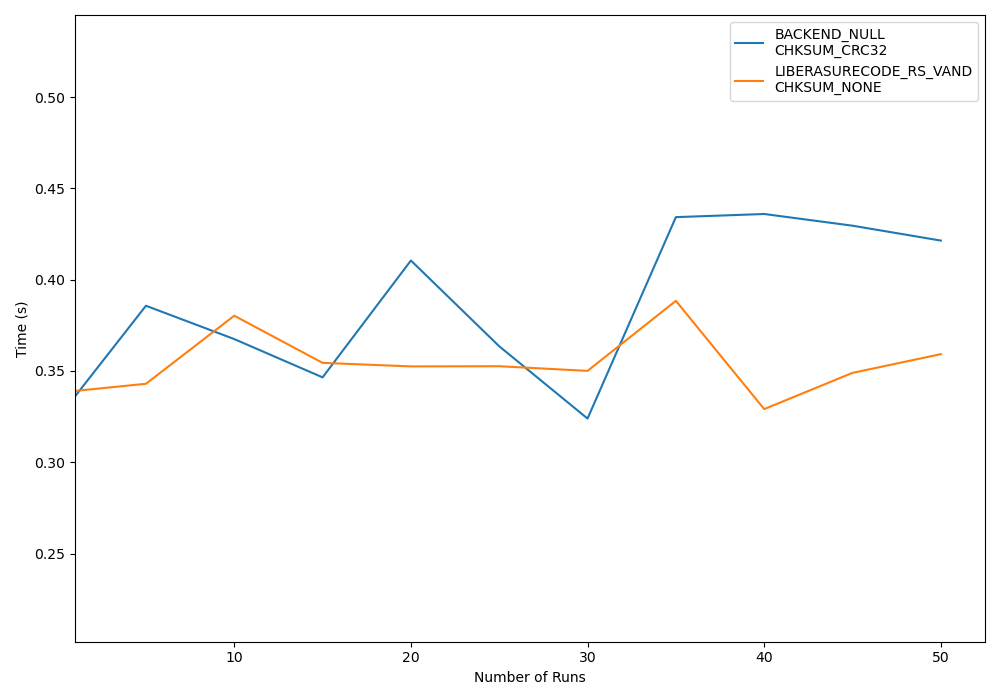 BACKEND_NULL
CHKSUM_CRC32
LIBERASURECODE_RS_VAND
CHKSUM_NONE
0.50
0.45
0.40
0.35
0.30
0.25
Time (s)
10
20
30
40
50
Number of Runs